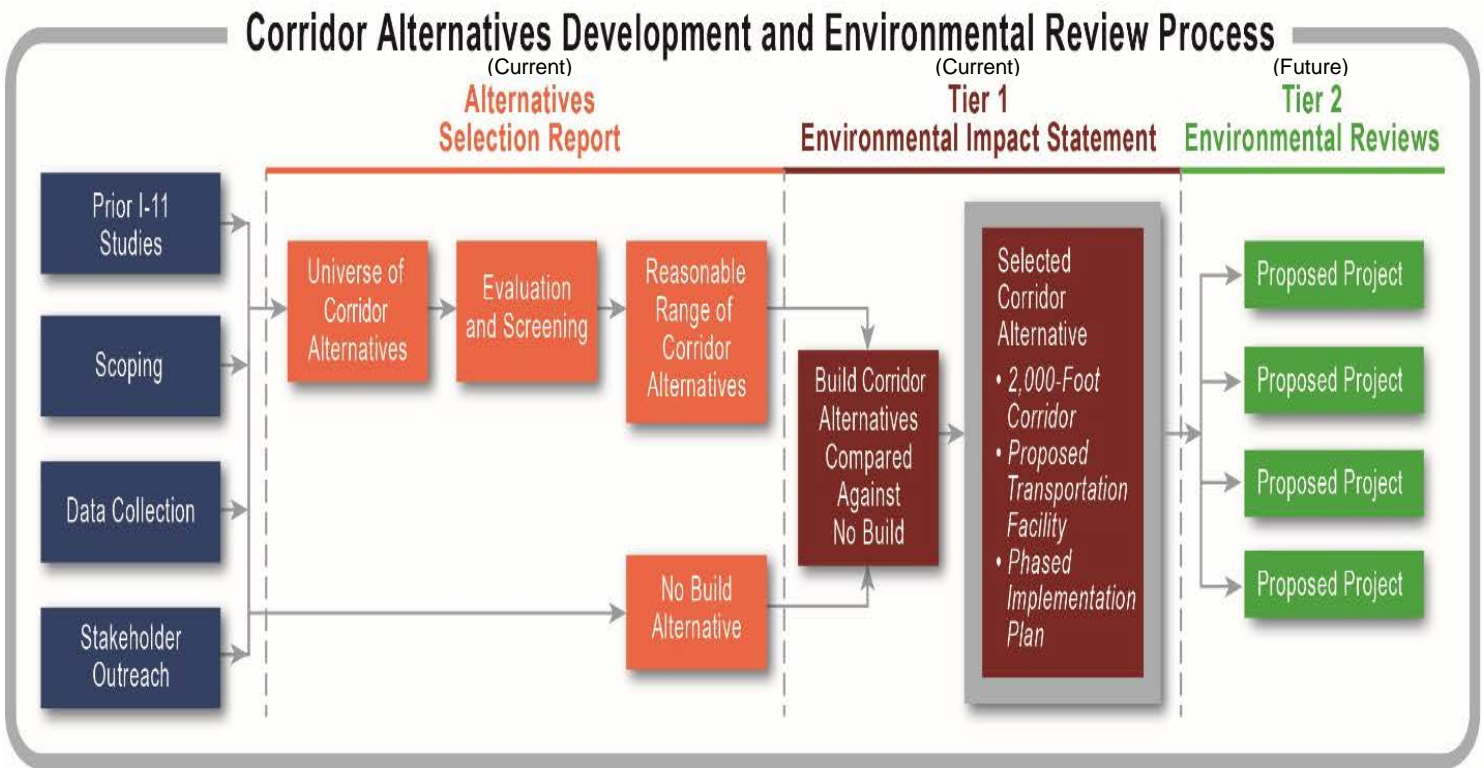 Corridor Alternatives Development and Environmental Review Process
(Current)
Alternatives
Selection Report
(Current)
Tier 1
Environmental Impact Statement
(Future)
Tier 2
Environmental Reviews
Prior I-11
Studies
Scoping
Data Collection
Stakeholder
Outreach
Universe of
Corridor
Alternatives
Evaluation
and Screening
Reasonable
Range of
Corridor
Alternatives
No Build
Alternative
Build Corridor
Alternatives
Compared
Against
No Build
Selected
Corridor
Alternative
• 2,000-Foot
Corridor
• Proposed
Transportation
Facility
• Phased
Implementation
Plan
Proposed Project
Proposed Project
Proposed Project
Proposed Project